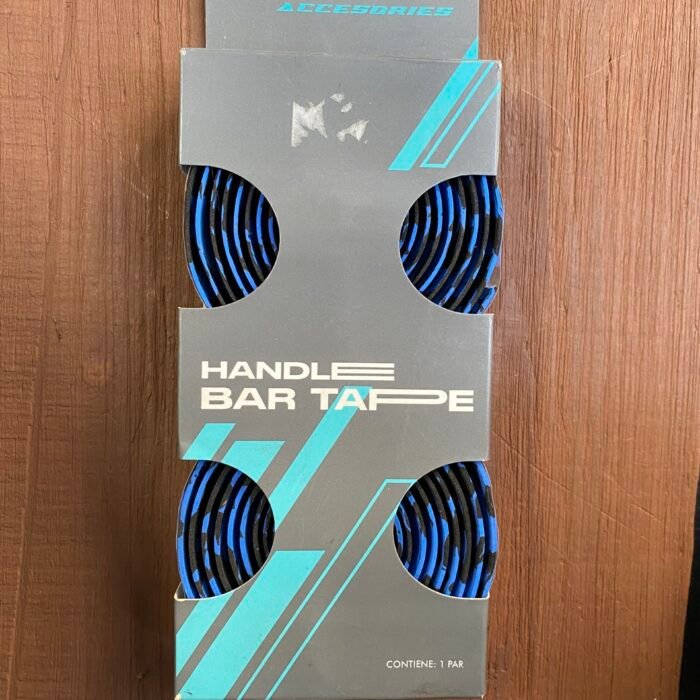 ACCESORIES
HANDLE
BAR TAPE
CONTIENE: 1 PAR